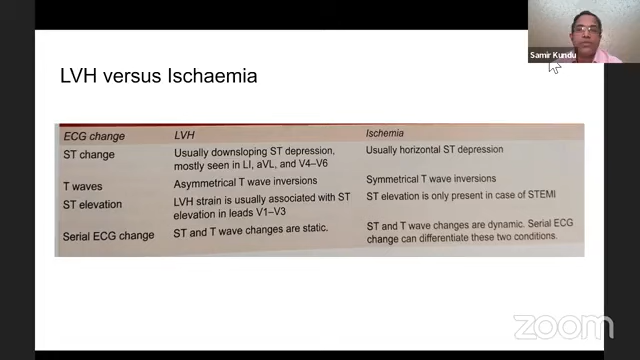 Samir Kundu
LVH versus Ischaemia
ECG change LVH Ischemia
ST change Usually downsloping ST depression, Usually horizontal ST depression
mostly seen in LI, aVL, and V4–V6
T waves Asymmetrical T wave inversions Symmetrical T wave inversions
ST elevation LVH strain is usually associated with ST ST elevation is only present in case of STEMI
elevation in leads V1–V3
Serial ECG change ST and T wave changes are static. ST and T wave changes are dynamic. Serial ECG
change can differentiate these two conditions.
zoom